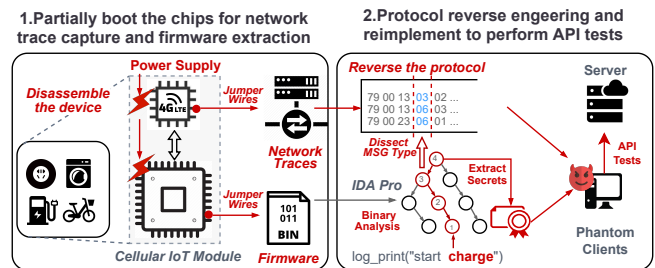 1.Partially boot the chips for network
trace capture and firmware extraction
2.Protocol reverse engeering and
reimplement to perform API tests
Power Supply
Disassemble
the device
4G LTE
Jumper
Wires
Network
Traces
Jumper
Wires
101
011
BIN
Firmware
Cellular IoT Module
Reverse the protocol
79 00 13 03 02 ...
79 00 13 06 03 ...
79 00 23 06 01 ...
Dissect
MSG Type
IDA Pro
Binary
Analysis
4
3
2
1
Extract
Secrets
log_print("start charge")
Server
API
Tests
Phantom
Clients